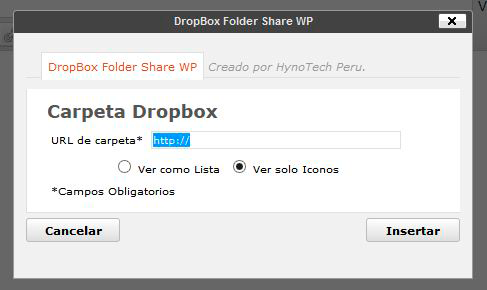 DropBox Folder Share WP
DropBox Folder Share WP Creado por HynoTech Peru.
Carpeta Dropbox
URL de carpeta* http://
Ver como Lista Ver solo Iconos
*Campos Obligatorios
Cancelar Insertar